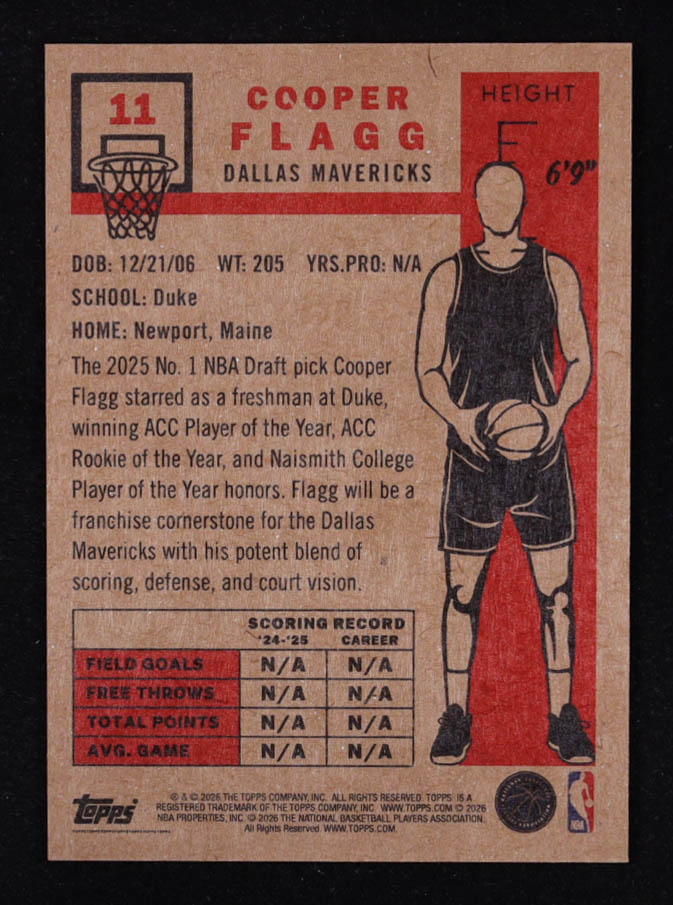 11
COOPER
FLAGG
DALLAS MAVERICKS
HEIGHT
6'9"
DOB: 12/21/06 WT: 205 YRS.PRO: N/A
SCHOOL: Duke
HOME: Newport, Maine
The 2025 No. 1 NBA Draft pick Cooper
Flagg starred as a freshman at Duke,
winning ACC Player of the Year, ACC
Rookie of the Year, and Naismith College
Player of the Year honors. Flagg will be a
franchise cornerstone for the Dallas
Mavericks with his potent blend of
scoring, defense, and court vision.
SCORING RECORD
'24-'25 CAREER
FIELD GOALS N/A N/A
FREE THROWS N/A N/A
TOTAL POINTS N/A N/A
AVG. GAME N/A N/A
Topps
® & © 2026 THE TOPPS COMPANY, INC. ALL RIGHTS RESERVED. TOPPS IS A
REGISTERED TRADEMARK OF THE TOPPS COMPANY, INC. WWW.TOPPS.COM. © 2026
NBA PROPERTIES, INC. © 2026 THE NATIONAL BASKETBALL PLAYERS ASSOCIATION.
All Rights Reserved. WWW.TOPPS.COM.
NBA